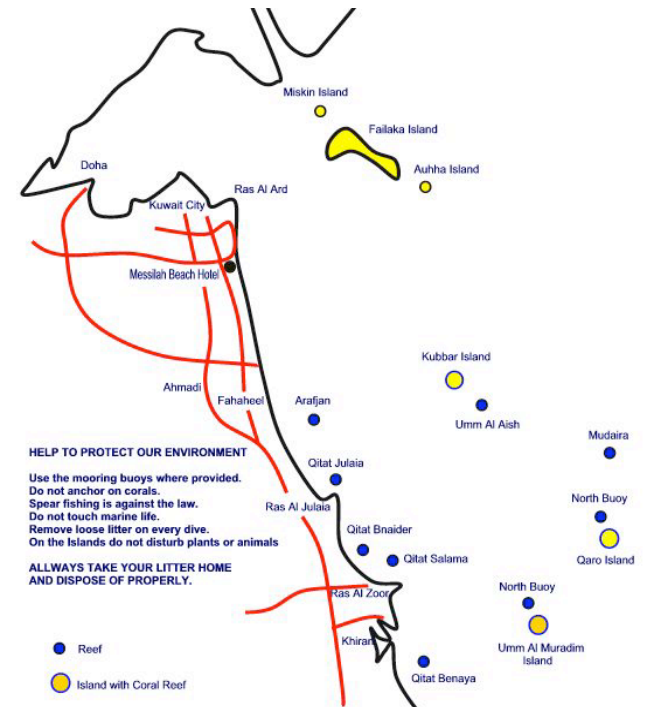 Miskin Island
Failaka Island
Doha
Auhha Island
Ras Al Ard
Kuwait City
Messilah Beach Hotel
Kubbar Island
Ahmadi
Fahaheel
Arafjan
Umm Al Aish
Mudaira
HELP TO PROTECT OUR ENVIRONMENT
Use the mooring buoys where provided.
Do not anchor on corals.
Spear fishing is against the law.
Do not touch marine life.
Remove loose litter on every dive.
On the Islands do not disturb plants or animals
ALLWAYS TAKE YOUR LITTER HOME
AND DISPOSE OF PROPERLY.
Qitat Julaia
Ras Al Julaia
North Buoy
Qitat Bnaider
Qitat Salama
Qaro Island
Ras Al Zoor
North Buoy
Khiran
Umm Al Muradim
Island
Qitat Benaya
Reef
Island with Coral Reef